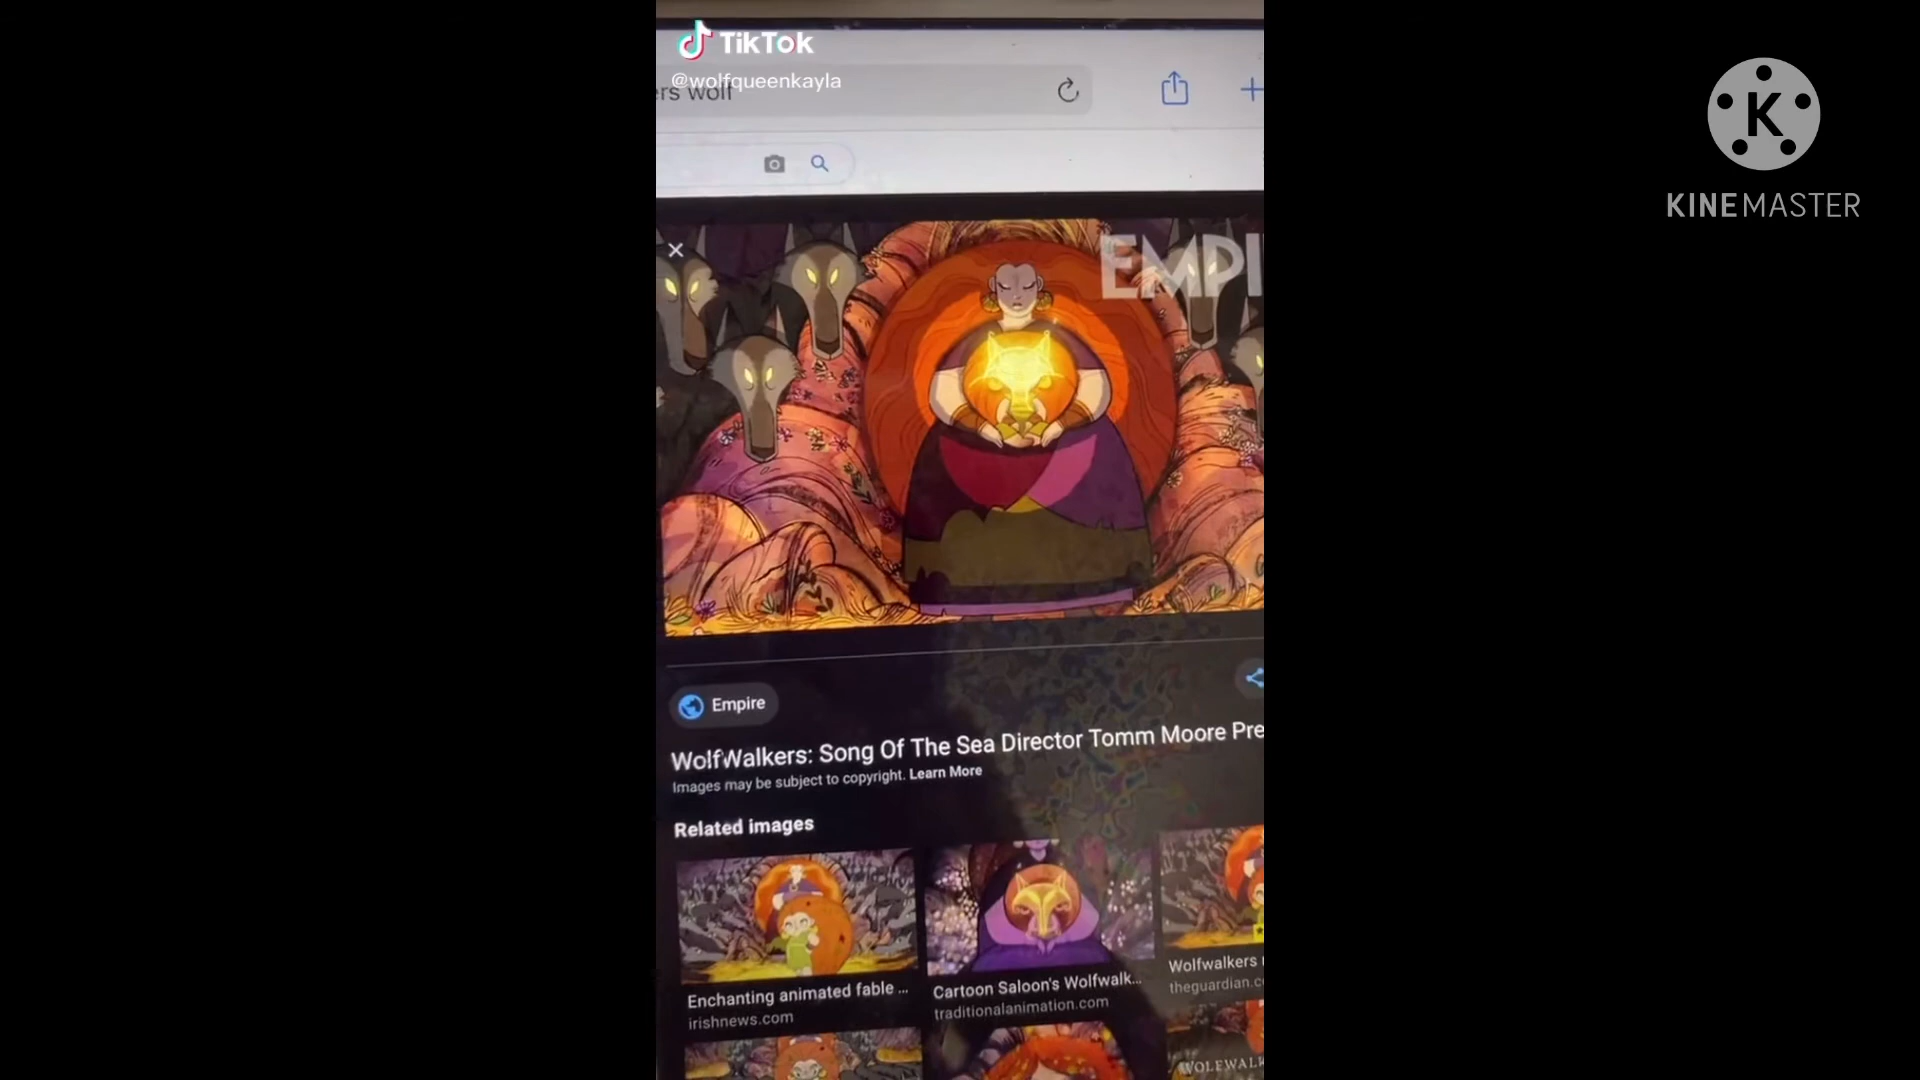 TikTok
@wolfqueenkayla
rs wolf
K
KINEMASTER
EMPI
Empire
WolfWalkers: Song Of The Sea Director Tomm Moore Pre
Images may be subject to copyright. Learn More
Related images
Enchanting animated fable ...
irishnews.com
Cartoon Saloon's Wolfwalk...
traditionalanimation.com
Wolfwalkers
theguardian.c
WOLFWALK